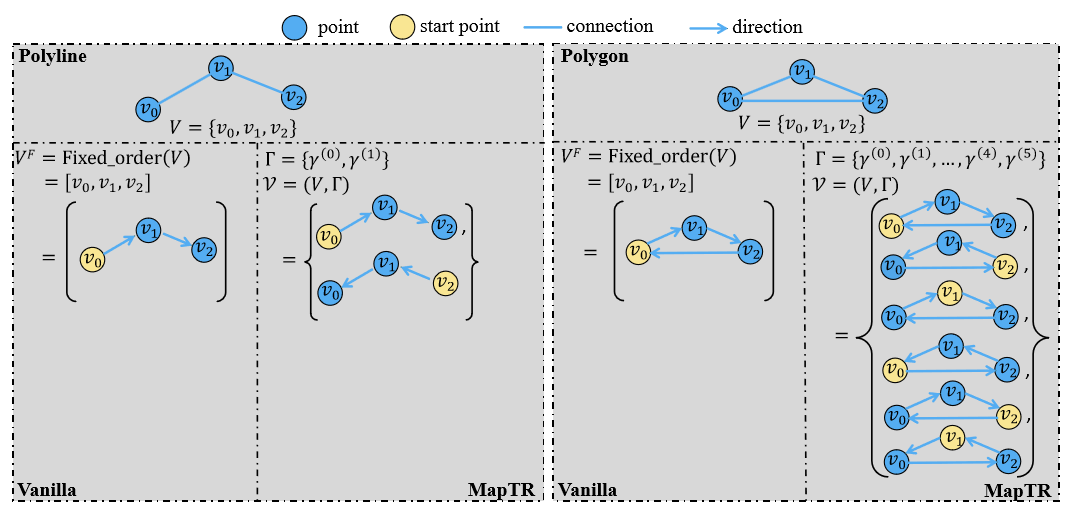 point start point connection direction
Polyline
v₁
v₀ v₂
V = {v₀, v₁, v₂}
V^F = Fixed_order(V)
= [v₀, v₁, v₂]
=
v₁
v₀ v₂
Vanilla
Γ = {γ^(0), γ^(1)}
𝒱 = (V, Γ)
=
v₁
v₀ v₂ ,
v₁
v₀ v₂
MapTR
Polygon
v₁
v₀ v₂
V = {v₀, v₁, v₂}
V^F = Fixed_order(V)
= [v₀, v₁, v₂]
=
v₁
v₀ v₂
Vanilla
Γ = {γ^(0), γ^(1), …, γ^(4), γ^(5)}
𝒱 = (V, Γ)
=
v₁
v₀ v₂ ,
v₁
v₀ v₂ ,
v₁
v₀ v₂ ,
v₁
v₀ v₂ ,
v₁
v₀ v₂ ,
v₁
v₀ v₂
MapTR